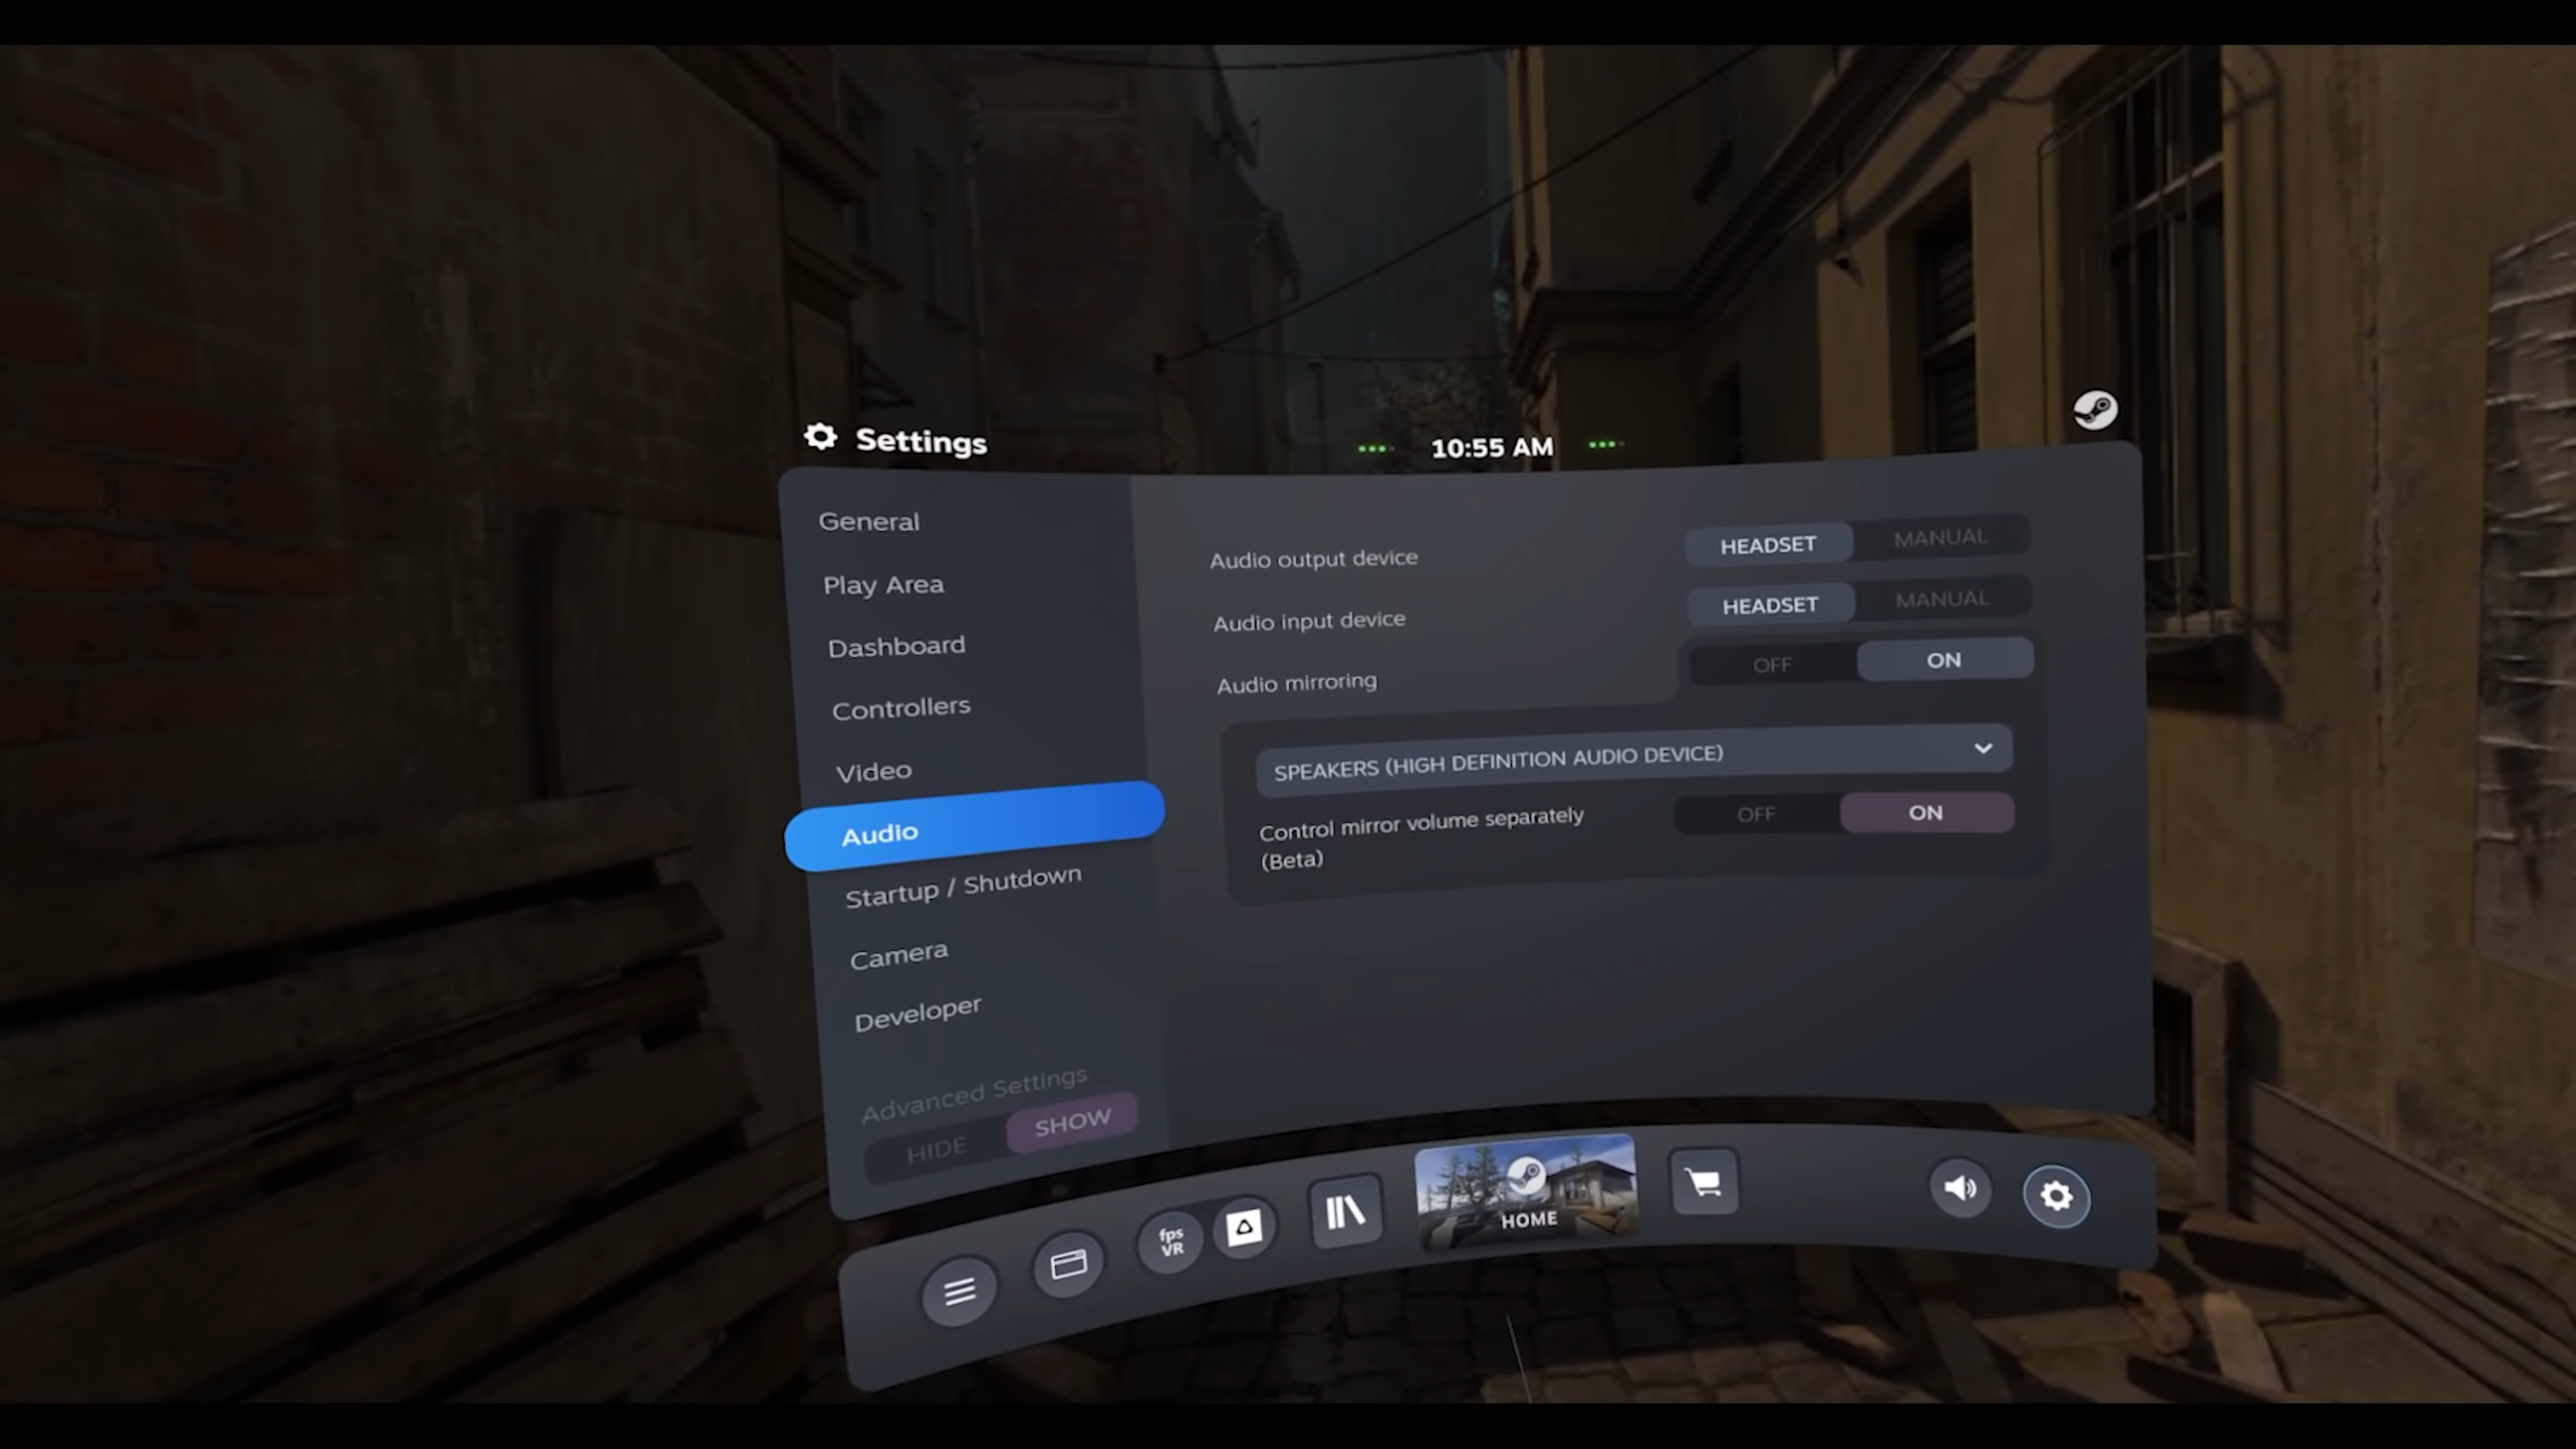 Settings
10:55 AM
General
Play Area
Dashboard
Controllers
Video
Audio
Startup / Shutdown
Camera
Developer
Advanced Settings
HIDE SHOW
Audio output device HEADSET MANUAL
Audio input device HEADSET MANUAL
Audio mirroring OFF ON
SPEAKERS (HIGH DEFINITION AUDIO DEVICE)
Control mirror volume separately OFF ON
(Beta)
fps
VR
HOME